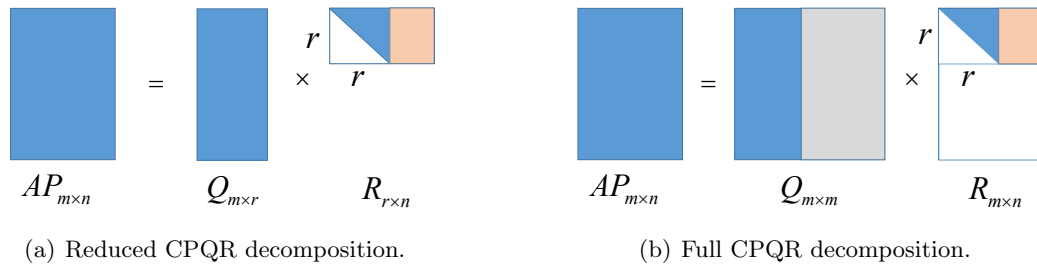 r
r
=
×
AP_{m×n}
Q_{m×r}
R_{r×n}
(a) Reduced CPQR decomposition.
r
r
=
×
AP_{m×n}
Q_{m×m}
R_{m×n}
(b) Full CPQR decomposition.